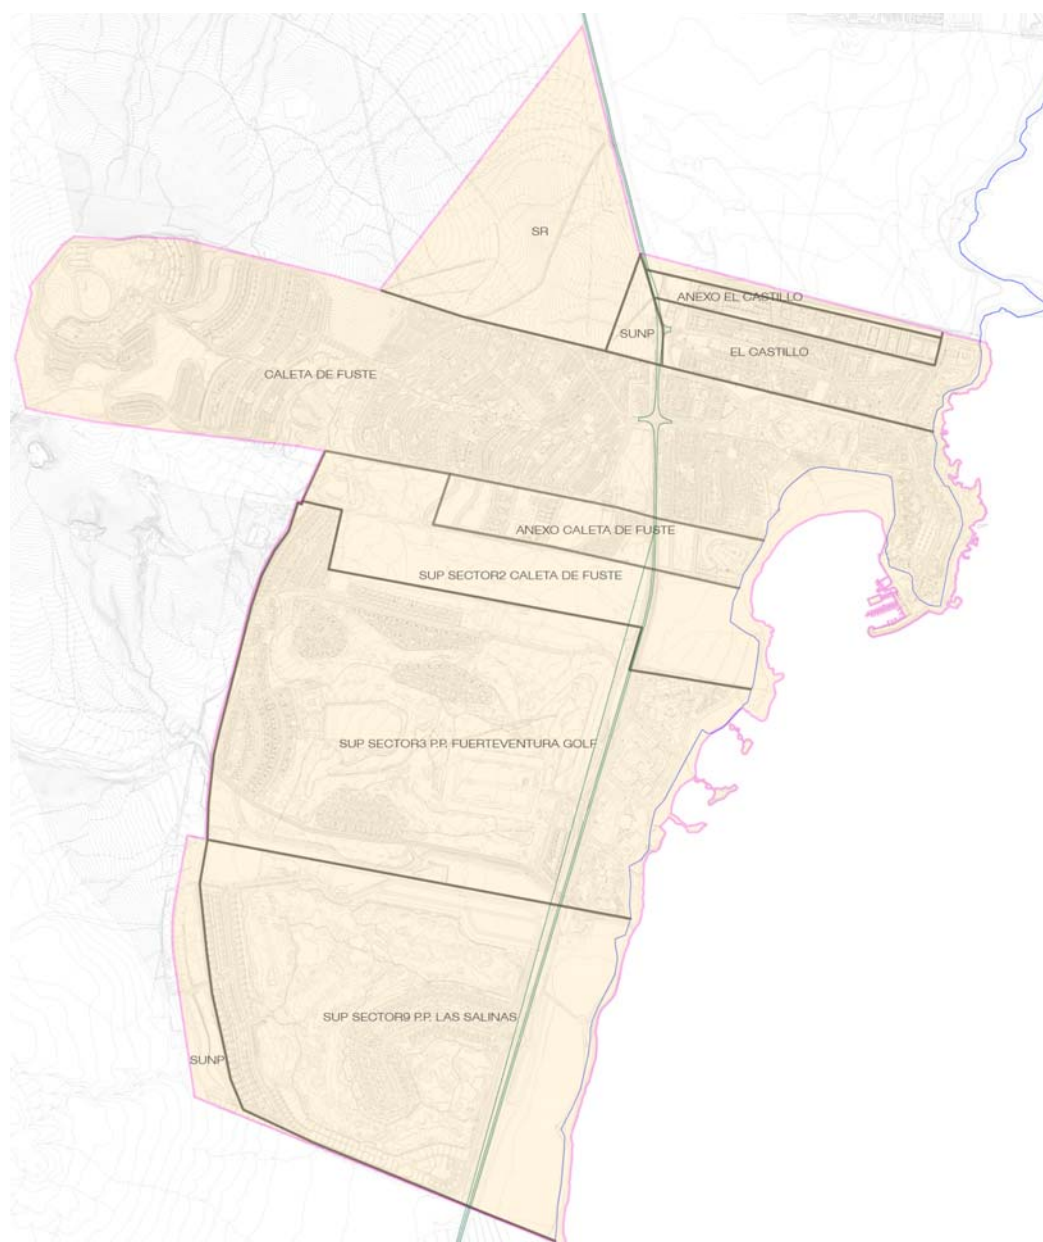 SR
ANEXO EL CASTILLO
SUNP
EL CASTILLO
CALETA DE FUSTE
ANEXO CALETA DE FUSTE
SUP SECTOR2 CALETA DE FUSTE
SUP SECTOR3 P.P. FUERTEVENTURA GOLF
SUP SECTOR9 P.P. LAS SALINAS
SUNP